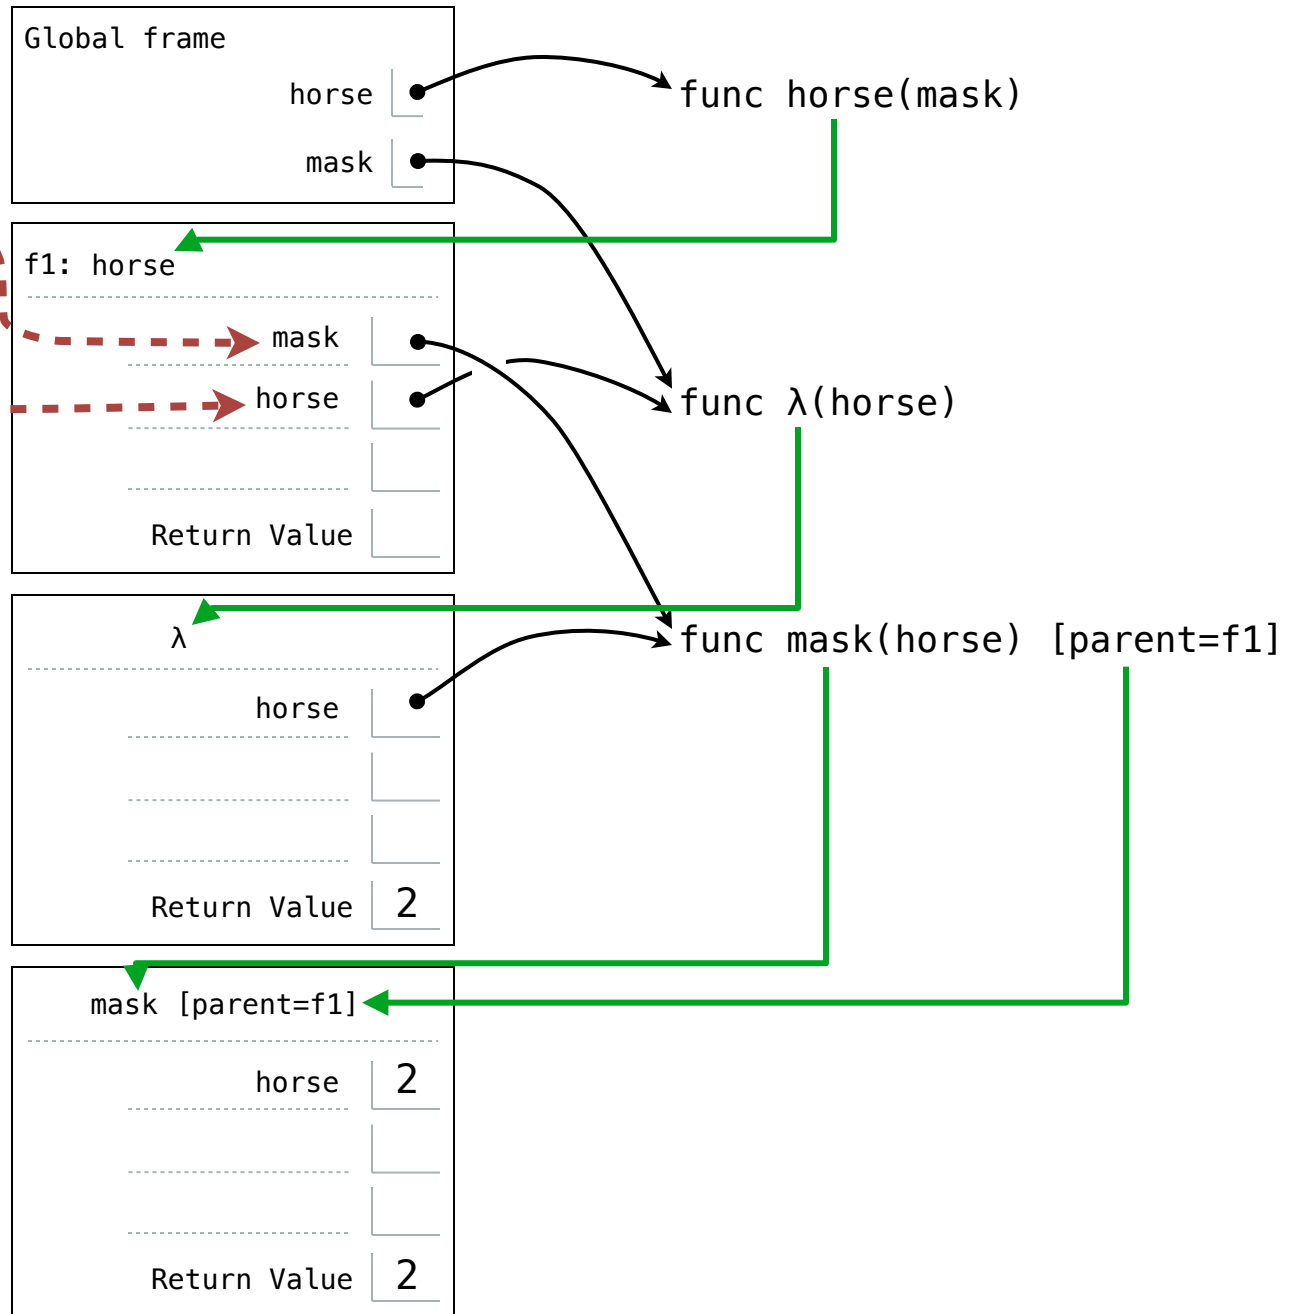 Global frame
horse
func horse(mask)
mask
f1: horse
mask
horse
func λ(horse)
Return Value
λ
func mask(horse) [parent=f1]
horse
Return Value 2
mask [parent=f1]
horse 2
Return Value 2